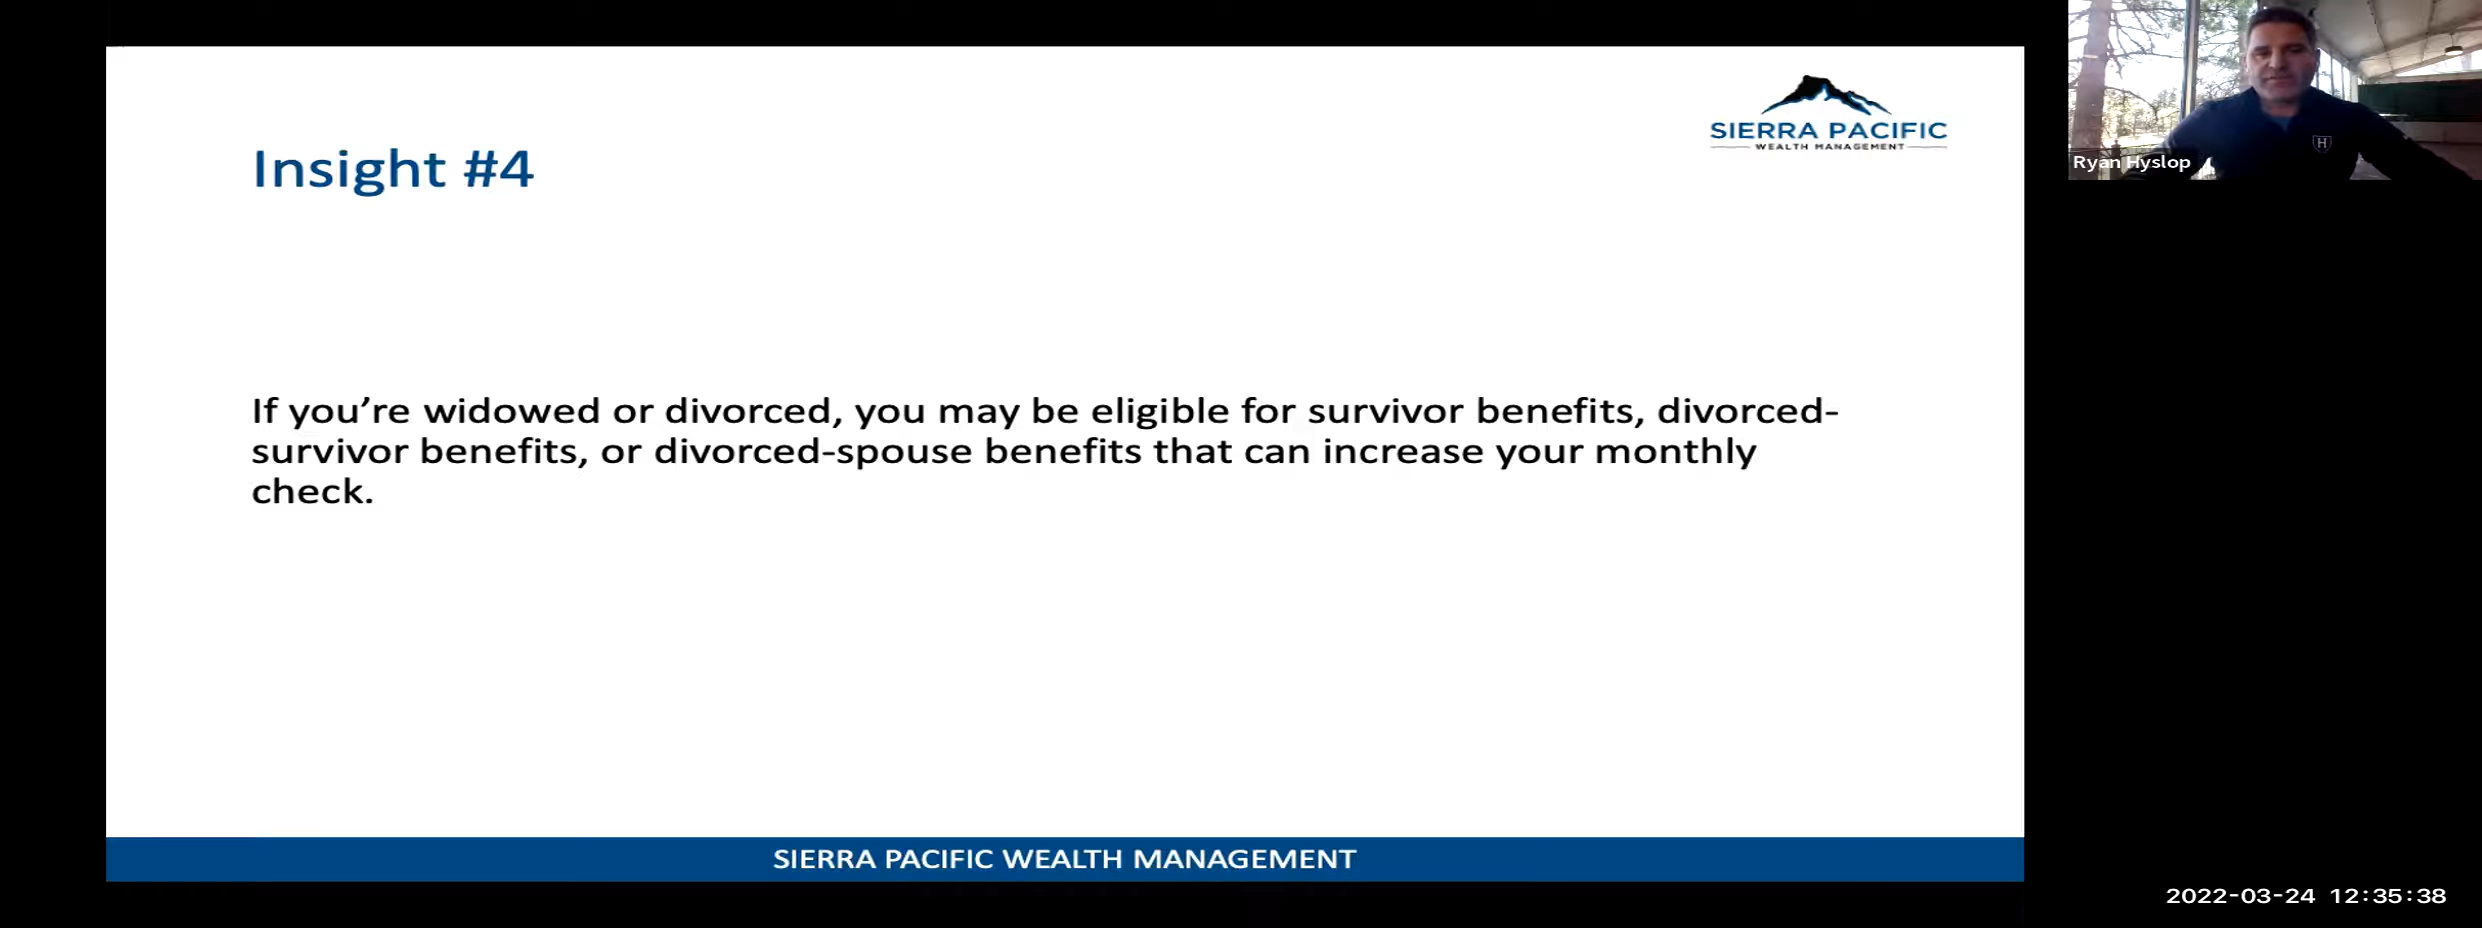 SIERRA PACIFIC
WEALTH MANAGEMENT
Insight #4
Ryan Hyslop
If you’re widowed or divorced, you may be eligible for survivor benefits, divorced-
survivor benefits, or divorced-spouse benefits that can increase your monthly
check.
SIERRA PACIFIC WEALTH MANAGEMENT
2022-03-24 12:35:38
H